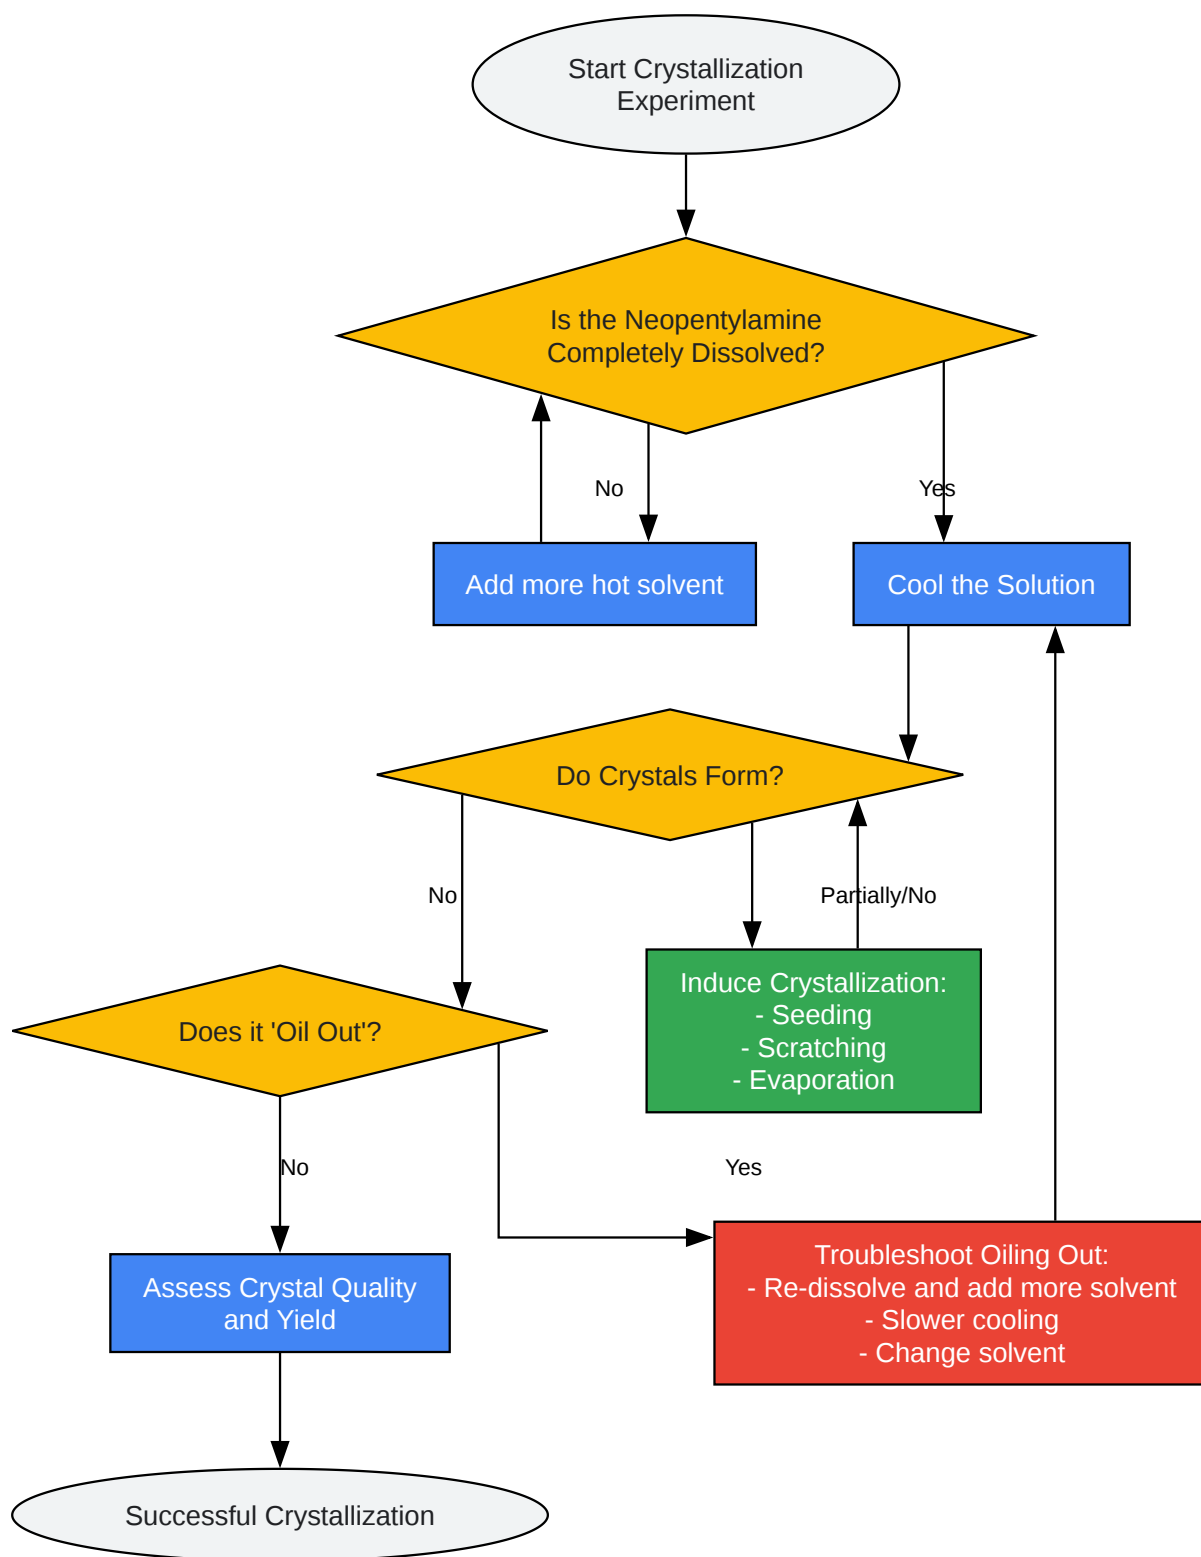 Start Crystallization
Experiment
Is the Neopentylamine
Completely Dissolved?
No
Yes
Add more hot solvent
Cool the Solution
Do Crystals Form?
No
Partially/No
Induce Crystallization:
- Seeding
- Scratching
- Evaporation
Does it 'Oil Out'?
No
Yes
Assess Crystal Quality
and Yield
Troubleshoot Oiling Out:
- Re-dissolve and add more solvent
- Slower cooling
- Change solvent
Successful Crystallization